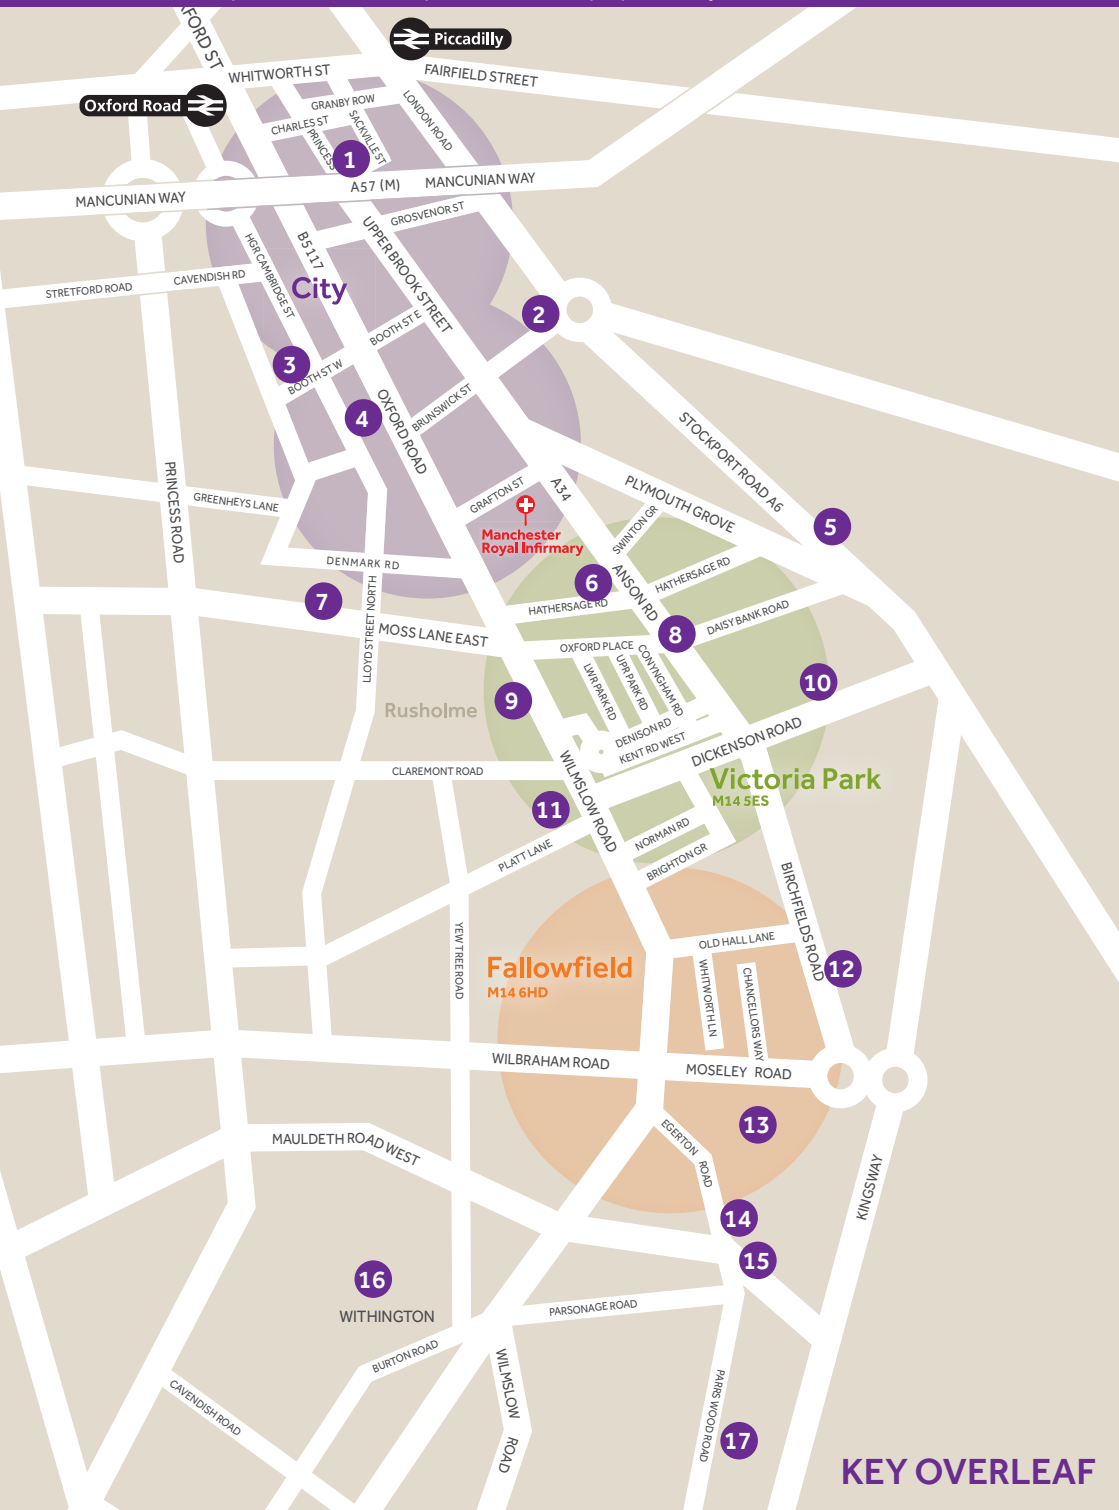 Piccadilly
OXFORD ST
WHITWORTH ST
FAIRFIELD STREET
Oxford Road
GRANBY ROW
LONDON ROAD
CHARLES ST
SACKVILLE ST
PRINCESS
1
A57 (M)
MANCUNIAN WAY
MANCUNIAN WAY
GROSVENOR ST
HGR CAMBRIDGE ST
B5117
UPPER BROOK STREET
CAVENDISH RD
STRETFORD ROAD
City
2
BOOTH ST E
3
BOOTH ST W
4
OXFORD ROAD
BRUNSWICK ST
STOCKPORT ROAD A6
PRINCESS ROAD
GREENHEYS LANE
GRAFTON ST
A34
PLYMOUTH GROVE
SWINTON GR
5
Manchester
Royal Infirmary
DENMARK RD
6
ANSON RD
HATHERSAGE RD
HATHERSAGE RD
7
LLOYD STREET NORTH
MOSS LANE EAST
8
DAISY BANK ROAD
OXFORD PLACE
LWR PARK RD
UPR PARK RD
CONYNGHAM RD
10
9
Rusholme
DENISON RD
KENT RD WEST
DICKENSON ROAD
CLAREMONT ROAD
WILMSLOW ROAD
Victoria Park
M14 5ES
11
NORMAN RD
PLATT LANE
BRIGHTON GR
BIRCHFIELDS ROAD
YEW TREE ROAD
OLD HALL LANE
Fallowfield
M14 6HD
12
WHITWORTH LN
CHANCELLORS WAY
WILBRAHAM ROAD
MOSELEY ROAD
13
MAULDETH ROAD WEST
EGERTON ROAD
KINGSWAY
14
15
16
WITHINGTON
PARSONAGE ROAD
BURTON ROAD
WILMSLOW ROAD
CAVENDISH ROAD
PARRS WOOD ROAD
17
KEY OVERLEAF